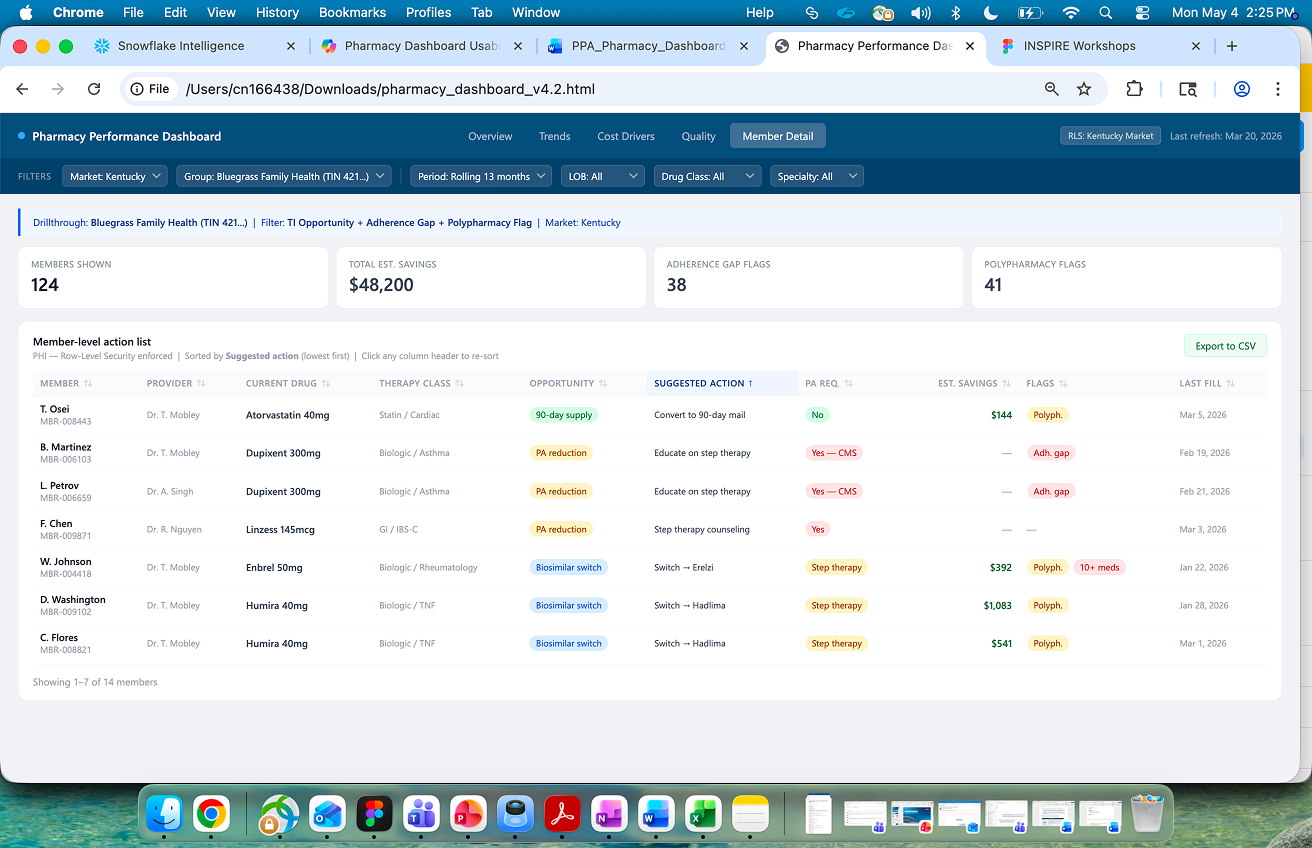 Chrome File Edit View History Bookmarks Profiles Tab Window Help Mon May 4 2:25 PM
Snowflake Intelligence Pharmacy Dashboard Usab PPA_Pharmacy_Dashboard Pharmacy Performance Das INSPIRE Workshops
File /Users/cn166438/Downloads/pharmacy_dashboard_v4.2.html
Pharmacy Performance Dashboard Overview Trends Cost Drivers Quality Member Detail RLS: Kentucky Market Last refresh: Mar 20, 2026
FILTERS Market: Kentucky Group: Bluegrass Family Health (TIN 421...) Period: Rolling 13 months LOB: All Drug Class: All Specialty: All
Drillthrough: Bluegrass Family Health (TIN 421...) | Filter: TI Opportunity + Adherence Gap + Polypharmacy Flag | Market: Kentucky
MEMBERS SHOWN TOTAL EST. SAVINGS ADHERENCE GAP FLAGS POLYPHARMACY FLAGS
124 $48,200 38 41
Member-level action list
Export to CSV
PHI — Row-Level Security enforced | Sorted by Suggested action (lowest first) | Click any column header to re-sort
MEMBER ↑↓ PROVIDER ↑↓ CURRENT DRUG ↑↓ THERAPY CLASS ↑↓ OPPORTUNITY ↑↓ SUGGESTED ACTION ↑ PA REQ. ↑↓ EST. SAVINGS ↑↓ FLAGS ↑↓ LAST FILL ↑↓
T. Osei Dr. T. Mobley Atorvastatin 40mg Statin / Cardiac 90-day supply Convert to 90-day mail No $144 Polyph. Mar 5, 2026
MBR-008443
B. Martinez Dr. T. Mobley Dupixent 300mg Biologic / Asthma PA reduction Educate on step therapy Yes — CMS — Adh. gap Feb 19, 2026
MBR-006103
L. Petrov Dr. A. Singh Dupixent 300mg Biologic / Asthma PA reduction Educate on step therapy Yes — CMS — Adh. gap Feb 21, 2026
MBR-006659
F. Chen Dr. R. Nguyen Linzess 145mcg GI / IBS-C PA reduction Step therapy counseling Yes — — Mar 3, 2026
MBR-009871
W. Johnson Dr. T. Mobley Enbrel 50mg Biologic / Rheumatology Biosimilar switch Switch → Erelzi Step therapy $392 Polyph. 10+ meds Jan 22, 2026
MBR-004418
D. Washington Dr. T. Mobley Humira 40mg Biologic / TNF Biosimilar switch Switch → Hadlima Step therapy $1,083 Polyph. Jan 28, 2026
MBR-009102
C. Flores Dr. T. Mobley Humira 40mg Biologic / TNF Biosimilar switch Switch → Hadlima Step therapy $541 Polyph. Mar 1, 2026
MBR-008821
Showing 1–7 of 14 members